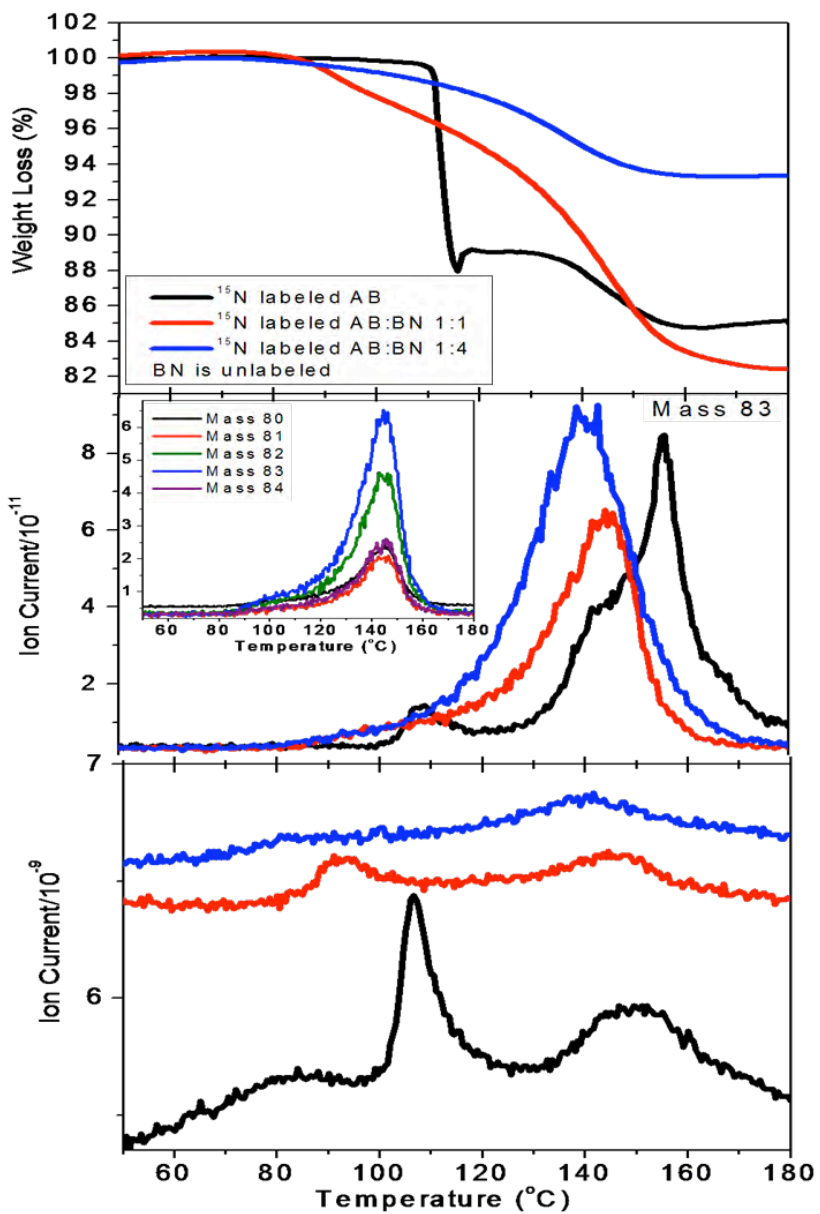 102
100
98
96
94
92
90
88
86
84
82
Weight Loss (%)
¹⁵N labeled AB
¹⁵N labeled AB:BN 1:1
¹⁵N labeled AB:BN 1:4
BN is unlabeled
Mass 83
8
6
4
2
Ion Current/10⁻¹¹
Mass 80
Mass 81
Mass 82
Mass 83
Mass 84
6
5
4
3
2
1
60 80 100 120 140 160 180
Temperature (°C)
7
6
Ion Current/10⁻⁹
60 80 100 120 140 160 180
Temperature (°C)